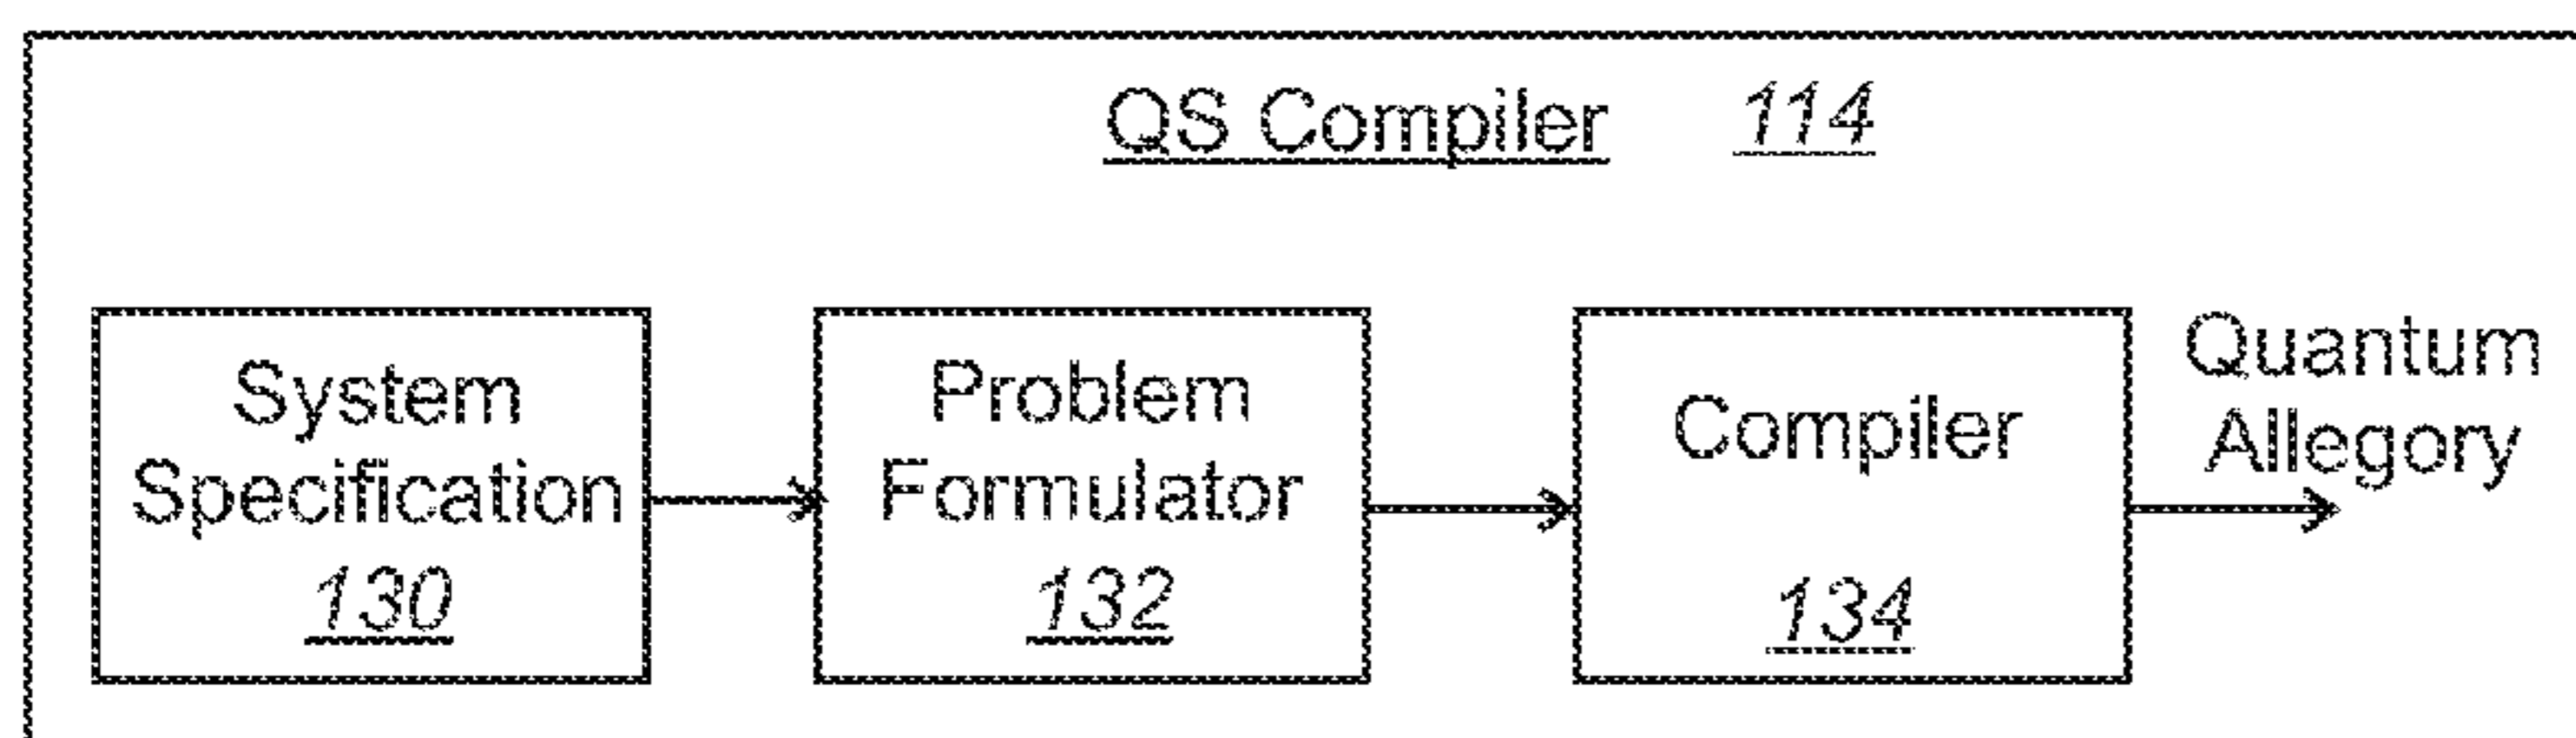 QS Compiler 114
System
Specification
130
Problem
Formulator
132
Compiler
134
Quantum
Allegory